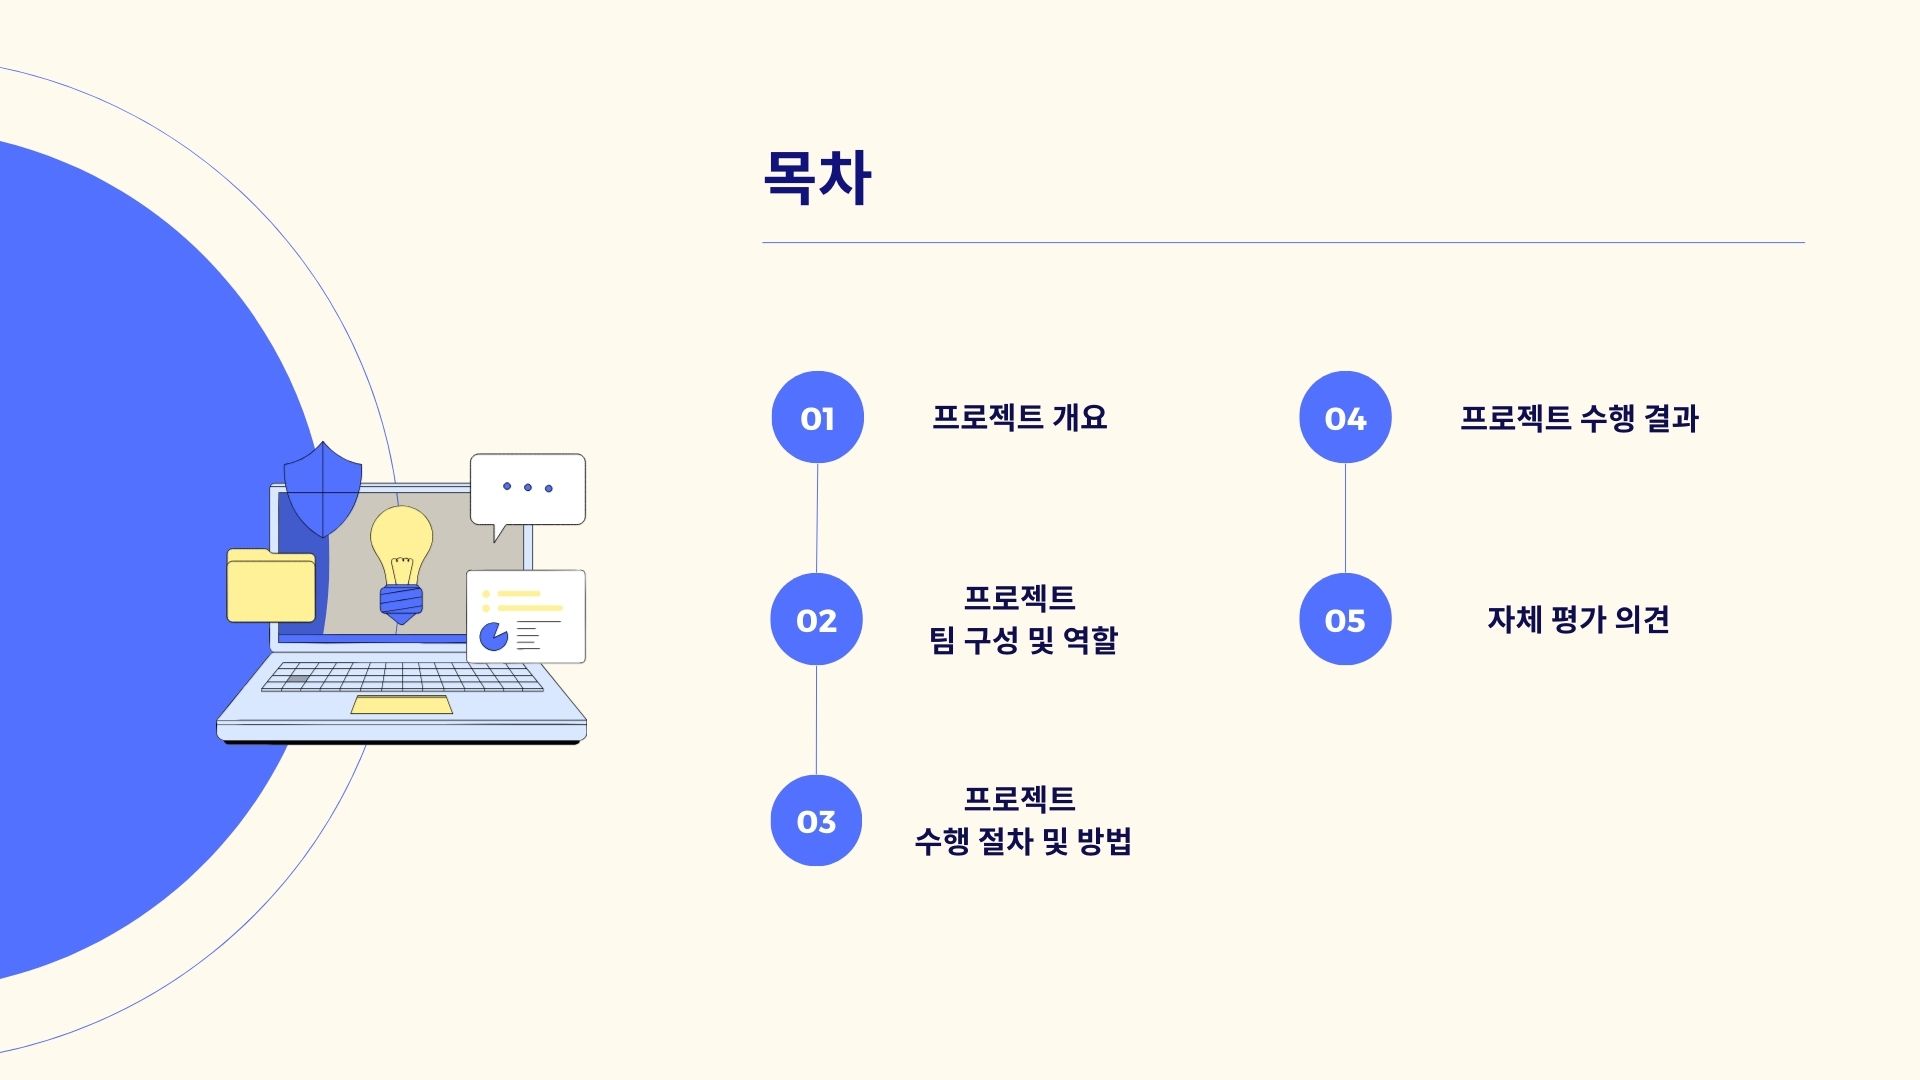 목차
01
프로젝트 개요
02
프로젝트
팀 구성 및 역할
03
프로젝트
수행 절차 및 방법
04
프로젝트 수행 결과
05
자체 평가 의견